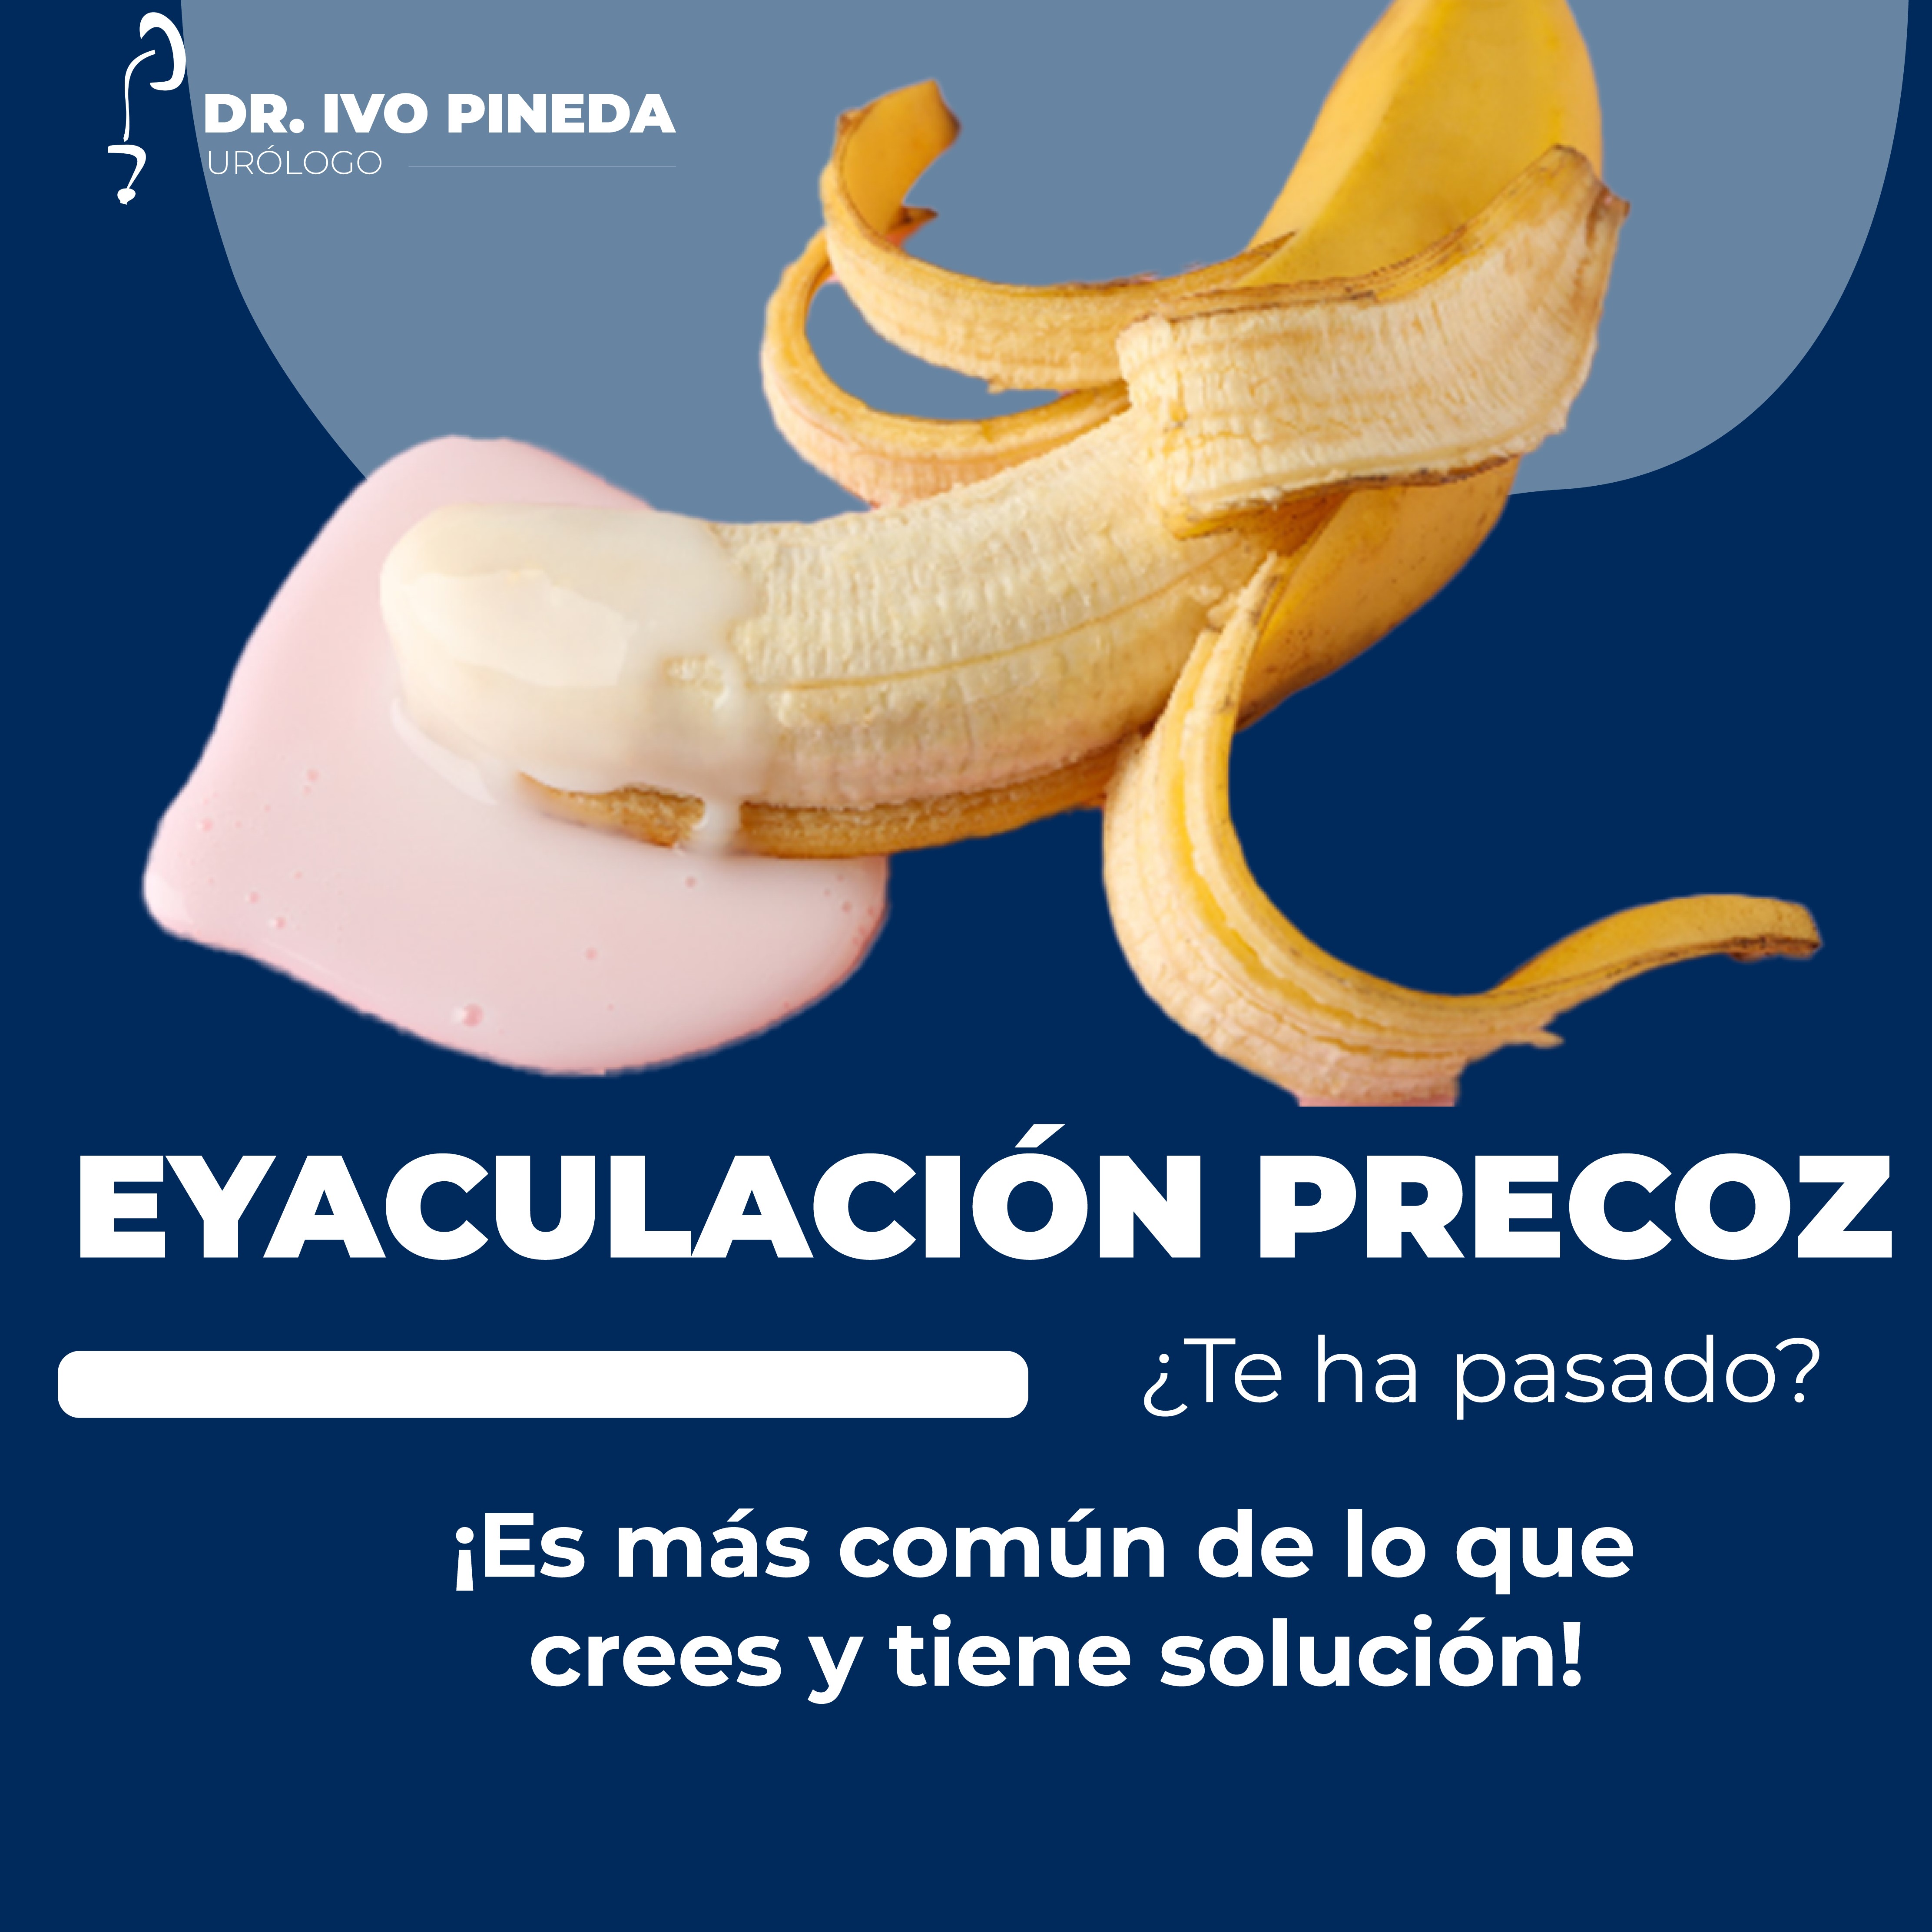 DR. IVO PINEDA
URÓLOGO
EYACULACIÓN PRECOZ
¿Te ha pasado?
¡Es más común de lo que
crees y tiene solución!